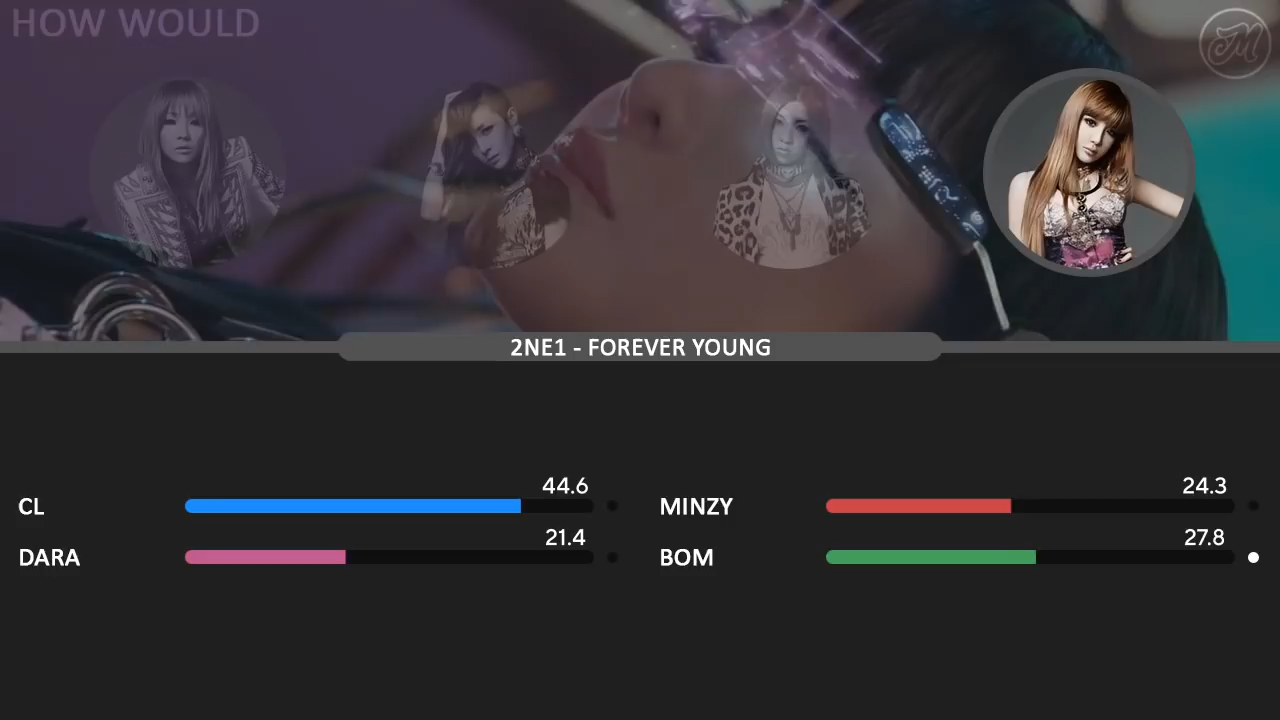 HOW WOULD
2NE1 - FOREVER YOUNG
CL 44.6
MINZY 24.3
DARA 21.4
BOM 27.8